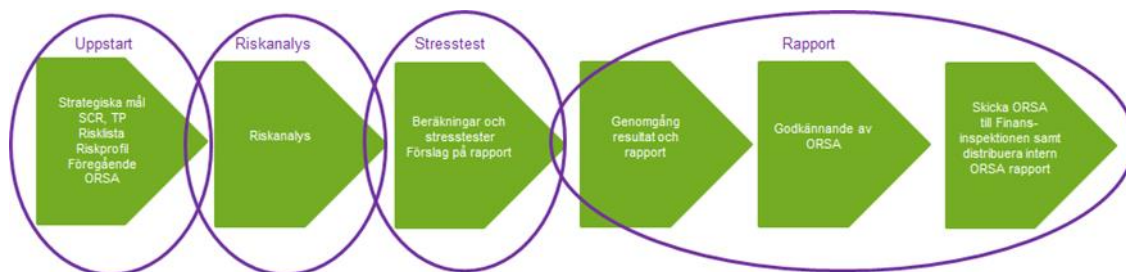 Uppstart
Riskanalys
Stresstest
Rapport
Strategiska mål
SCR, TP
Risklista
Riskprofil
Föregående
ORSA
Riskanalys
Beräkningar och
stresstester
Förslag på rapport
Genomgång
resultat och
rapport
Godkännande av
ORSA
Skicka ORSA
till Finans-
inspektionen samt
distribuera intern
ORSA rapport